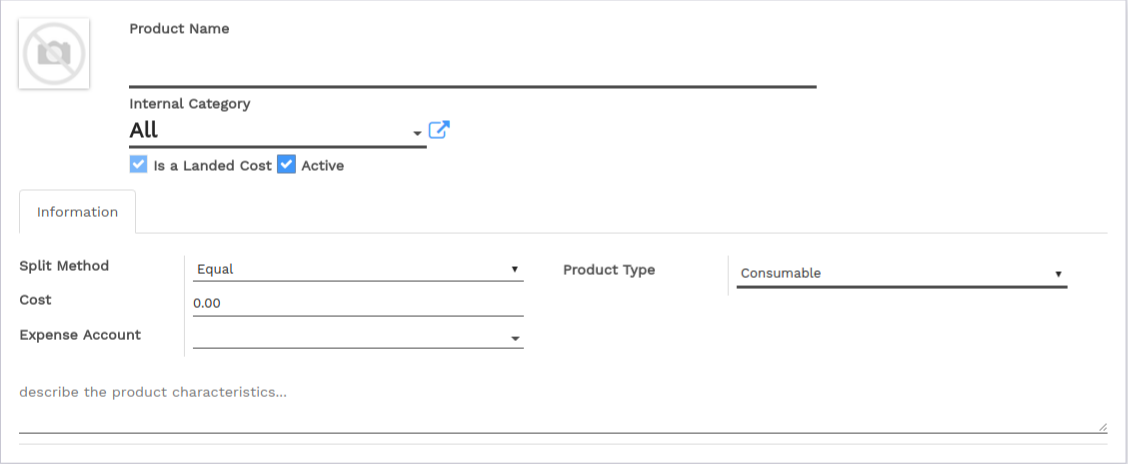 Product Name
Internal Category
All
Is a Landed Cost Active
Information
Split Method Equal Product Type Consumable
Cost 0.00
Expense Account
describe the product characteristics...